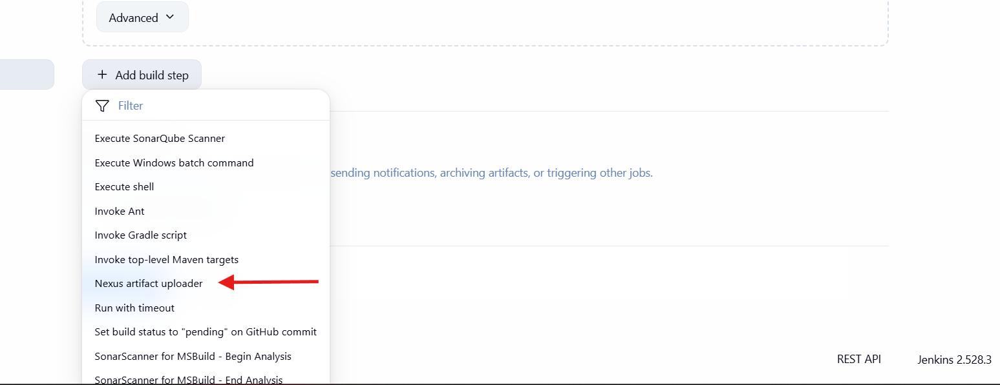 Advanced
Add build step
Filter
Execute SonarQube Scanner
Execute Windows batch command
sending notifications, archiving artifacts, or triggering other jobs.
Execute shell
Invoke Ant
Invoke Gradle script
Invoke top-level Maven targets
Nexus artifact uploader
Run with timeout
Set build status to "pending" on GitHub commit
SonarScanner for MSBuild - Begin Analysis
SonarScanner for MSBuild - End Analysis
REST API
Jenkins 2.528.3